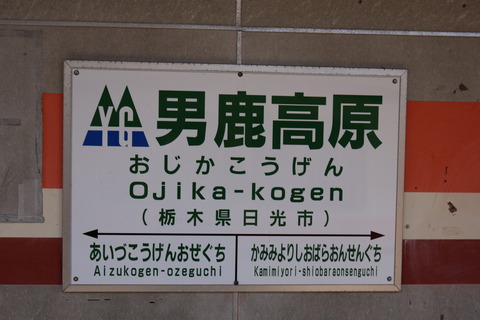 YG 男鹿高原
おじかこうげん
Ojika-kogen
(栃木県日光市)
あいづこうげんおぜぐち かみみよりしおばらおんせんぐち
Aizukogen-ozeguchi Kamimiyori-shiobaraonsenguchi